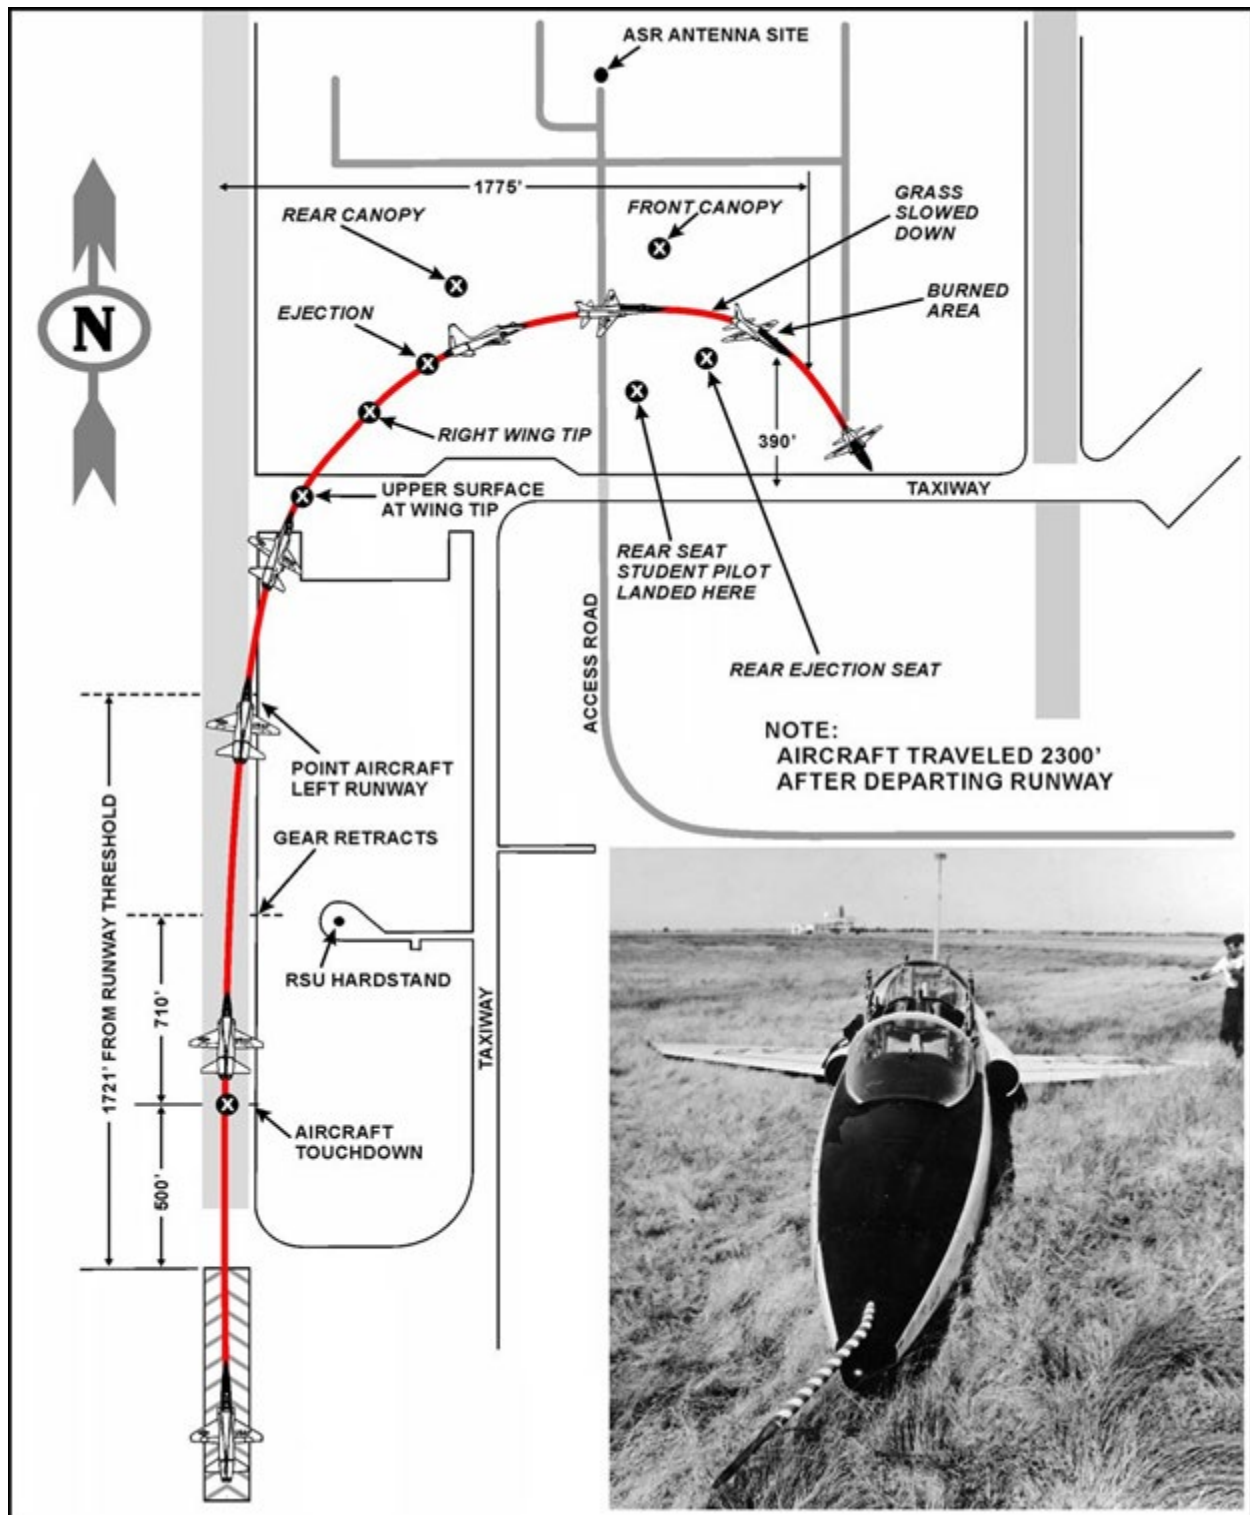 ASR ANTENNA SITE
1775'
REAR CANOPY
FRONT CANOPY
GRASS
SLOWED
DOWN
BURNED
AREA
EJECTION
N
X
X
X
X
X
X
X
RIGHT WING TIP
390'
UPPER SURFACE
AT WING TIP
X
TAXIWAY
REAR SEAT
STUDENT PILOT
LANDED HERE
REAR EJECTION SEAT
ACCESS ROAD
NOTE:
AIRCRAFT TRAVELED 2300'
AFTER DEPARTING RUNWAY
POINT AIRCRAFT
LEFT RUNWAY
GEAR RETRACTS
1721' FROM RUNWAY THRESHOLD
RSU HARDSTAND
710'
TAXIWAY
X
AIRCRAFT
TOUCHDOWN
500'